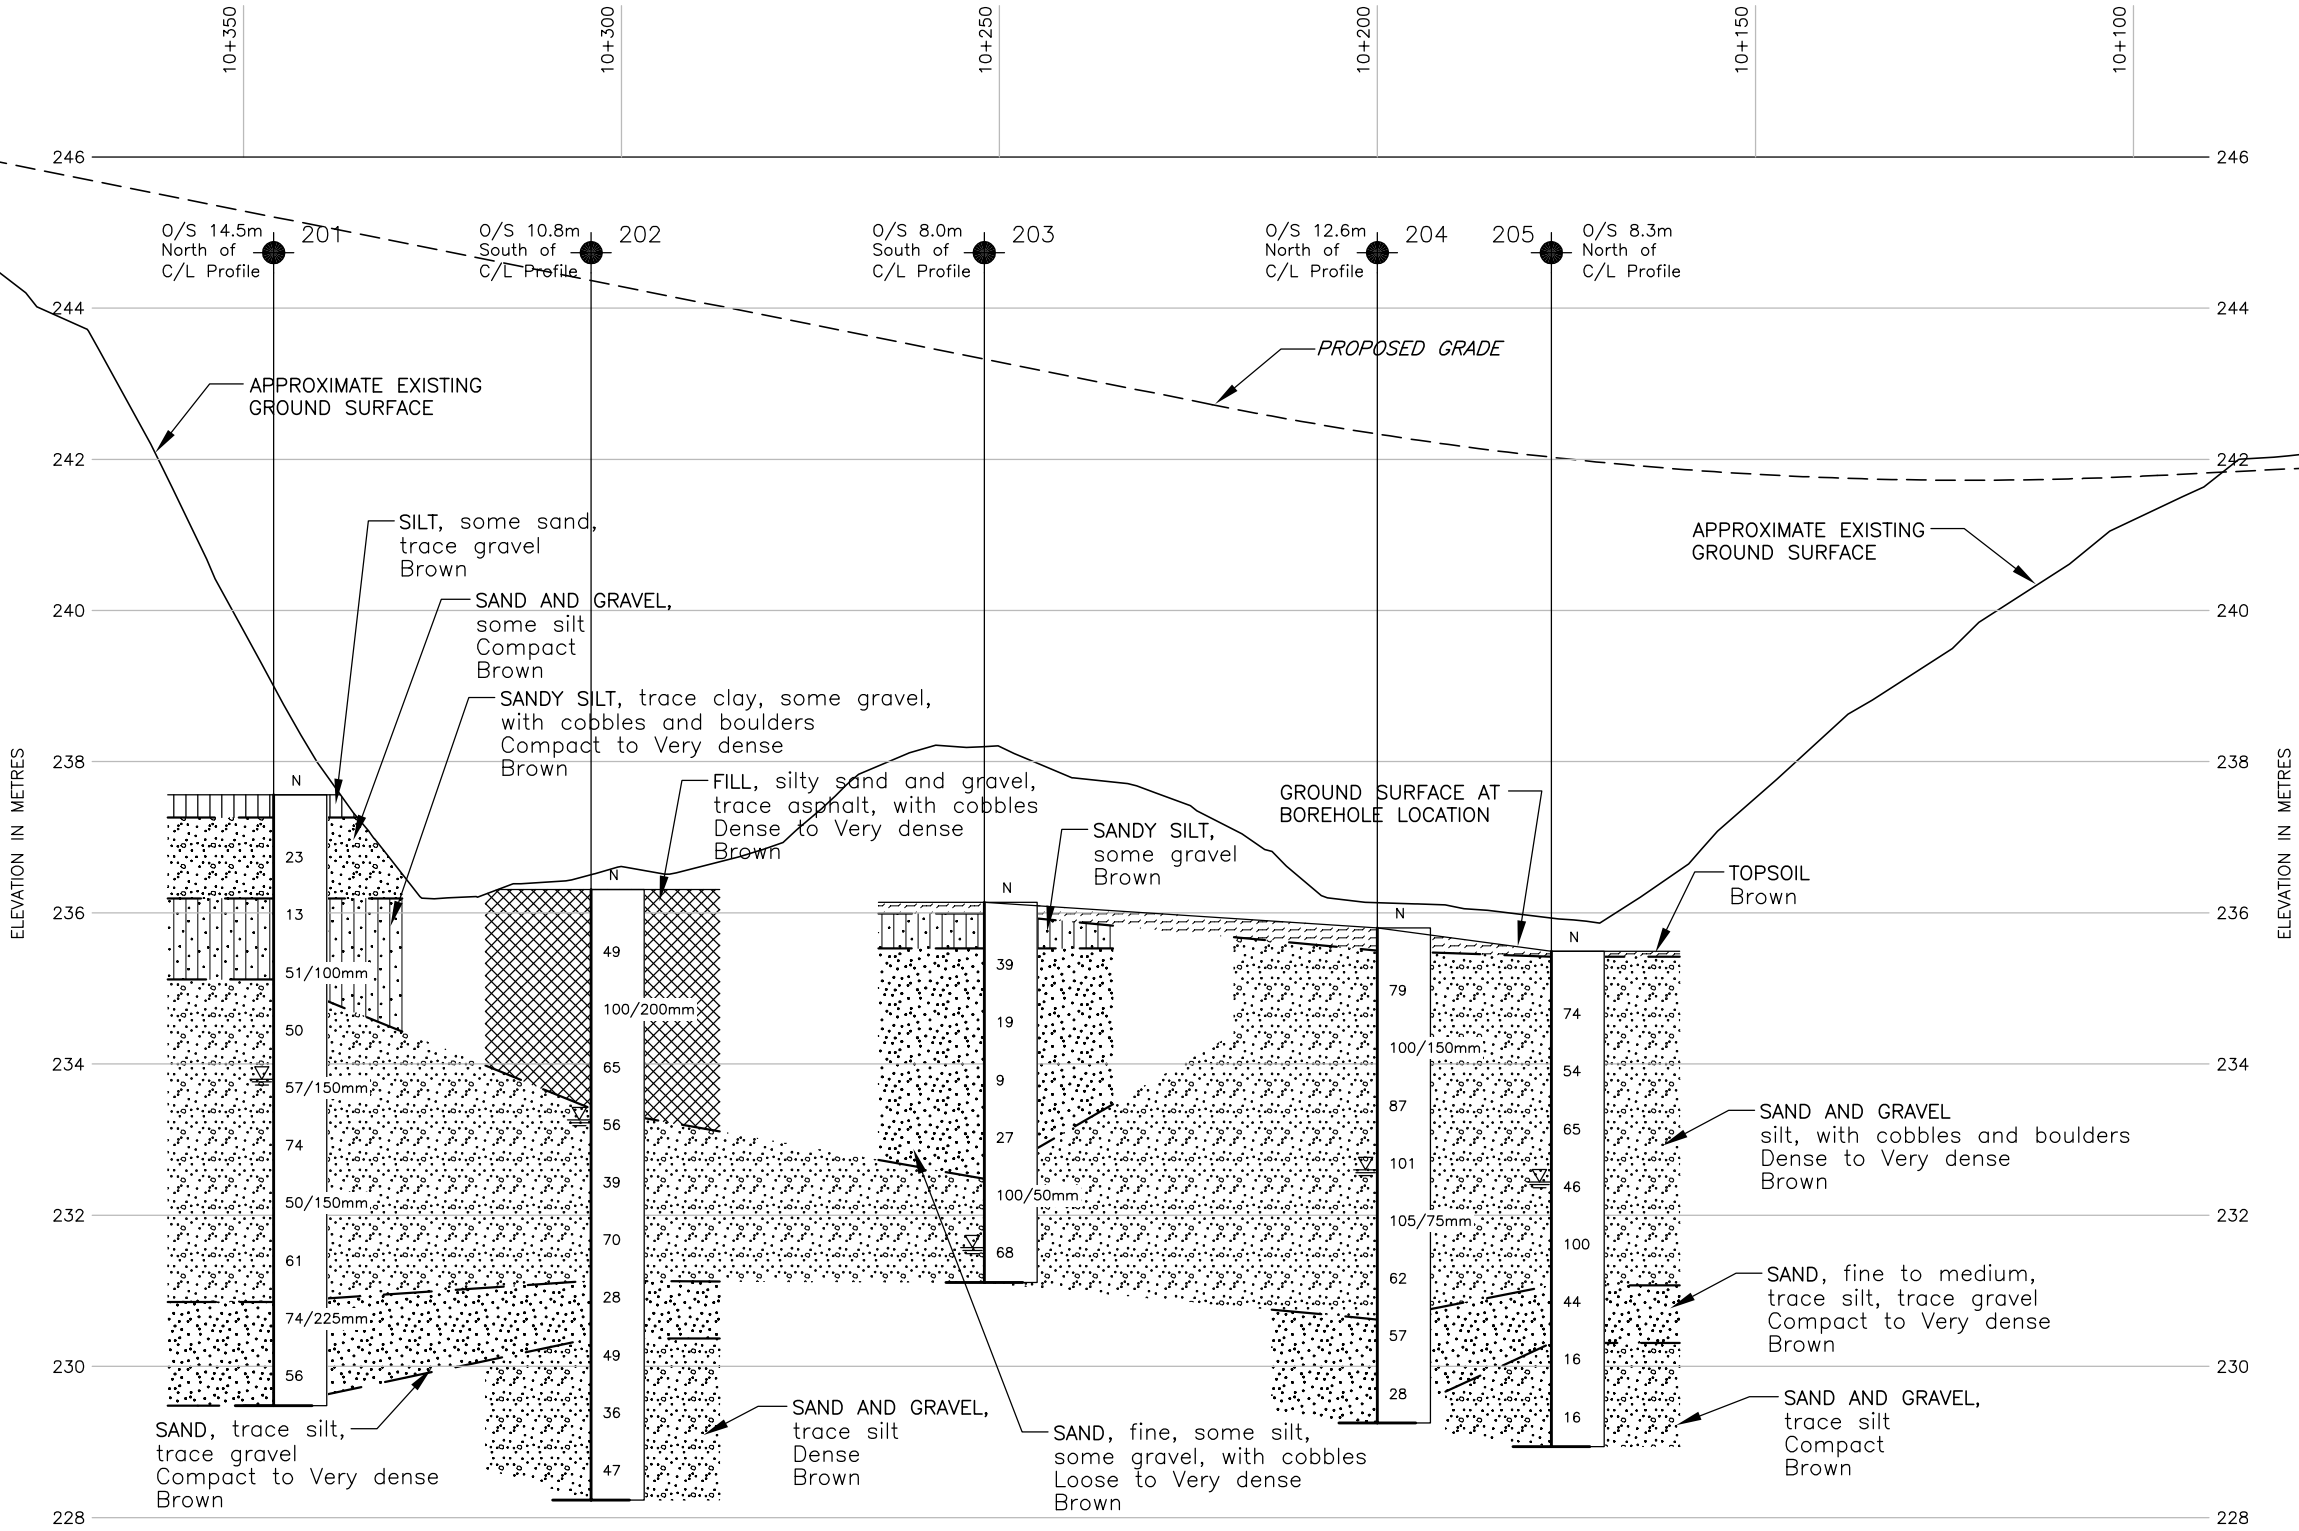 10+350
10+300
10+250
10+200
10+150
10+100
246
246
O/S 14.5m
North of
C/L Profile
201
O/S 10.8m
South of
C/L Profile
202
O/S 8.0m
South of
C/L Profile
203
O/S 12.6m
North of
C/L Profile
204
205
O/S 8.3m
North of
C/L Profile
244
244
PROPOSED GRADE
APPROXIMATE EXISTING
GROUND SURFACE
242
242
SILT, some sand,
trace gravel
Brown
APPROXIMATE EXISTING
GROUND SURFACE
240
240
SAND AND GRAVEL,
some silt
Compact
Brown
SANDY SILT, trace clay, some gravel,
with cobbles and boulders
Compact to Very dense
Brown
238
238
ELEVATION IN METRES
ELEVATION IN METRES
FILL, silty sand and gravel,
trace asphalt, with cobbles
Dense to Very dense
Brown
GROUND SURFACE AT
BOREHOLE LOCATION
SANDY SILT,
some gravel
Brown
TOPSOIL
Brown
236
236
N
23
13
51/100mm
50
57/150mm
74
50/150mm
61
74/225mm
56
N
49
100/200mm
65
56
39
70
28
49
36
47
N
39
19
9
27
100/50mm
68
N
79
100/150mm
87
101
105/75mm
62
57
28
N
74
54
65
46
100
44
16
16
234
234
SAND AND GRAVEL
silt, with cobbles and boulders
Dense to Very dense
Brown
232
232
SAND, fine to medium,
trace silt, trace gravel
Compact to Very dense
Brown
230
230
SAND, trace silt,
trace gravel
Compact to Very dense
Brown
SAND AND GRAVEL,
trace silt
Dense
Brown
SAND, fine, some silt,
some gravel, with cobbles
Loose to Very dense
Brown
SAND AND GRAVEL,
trace silt
Compact
Brown
228
228